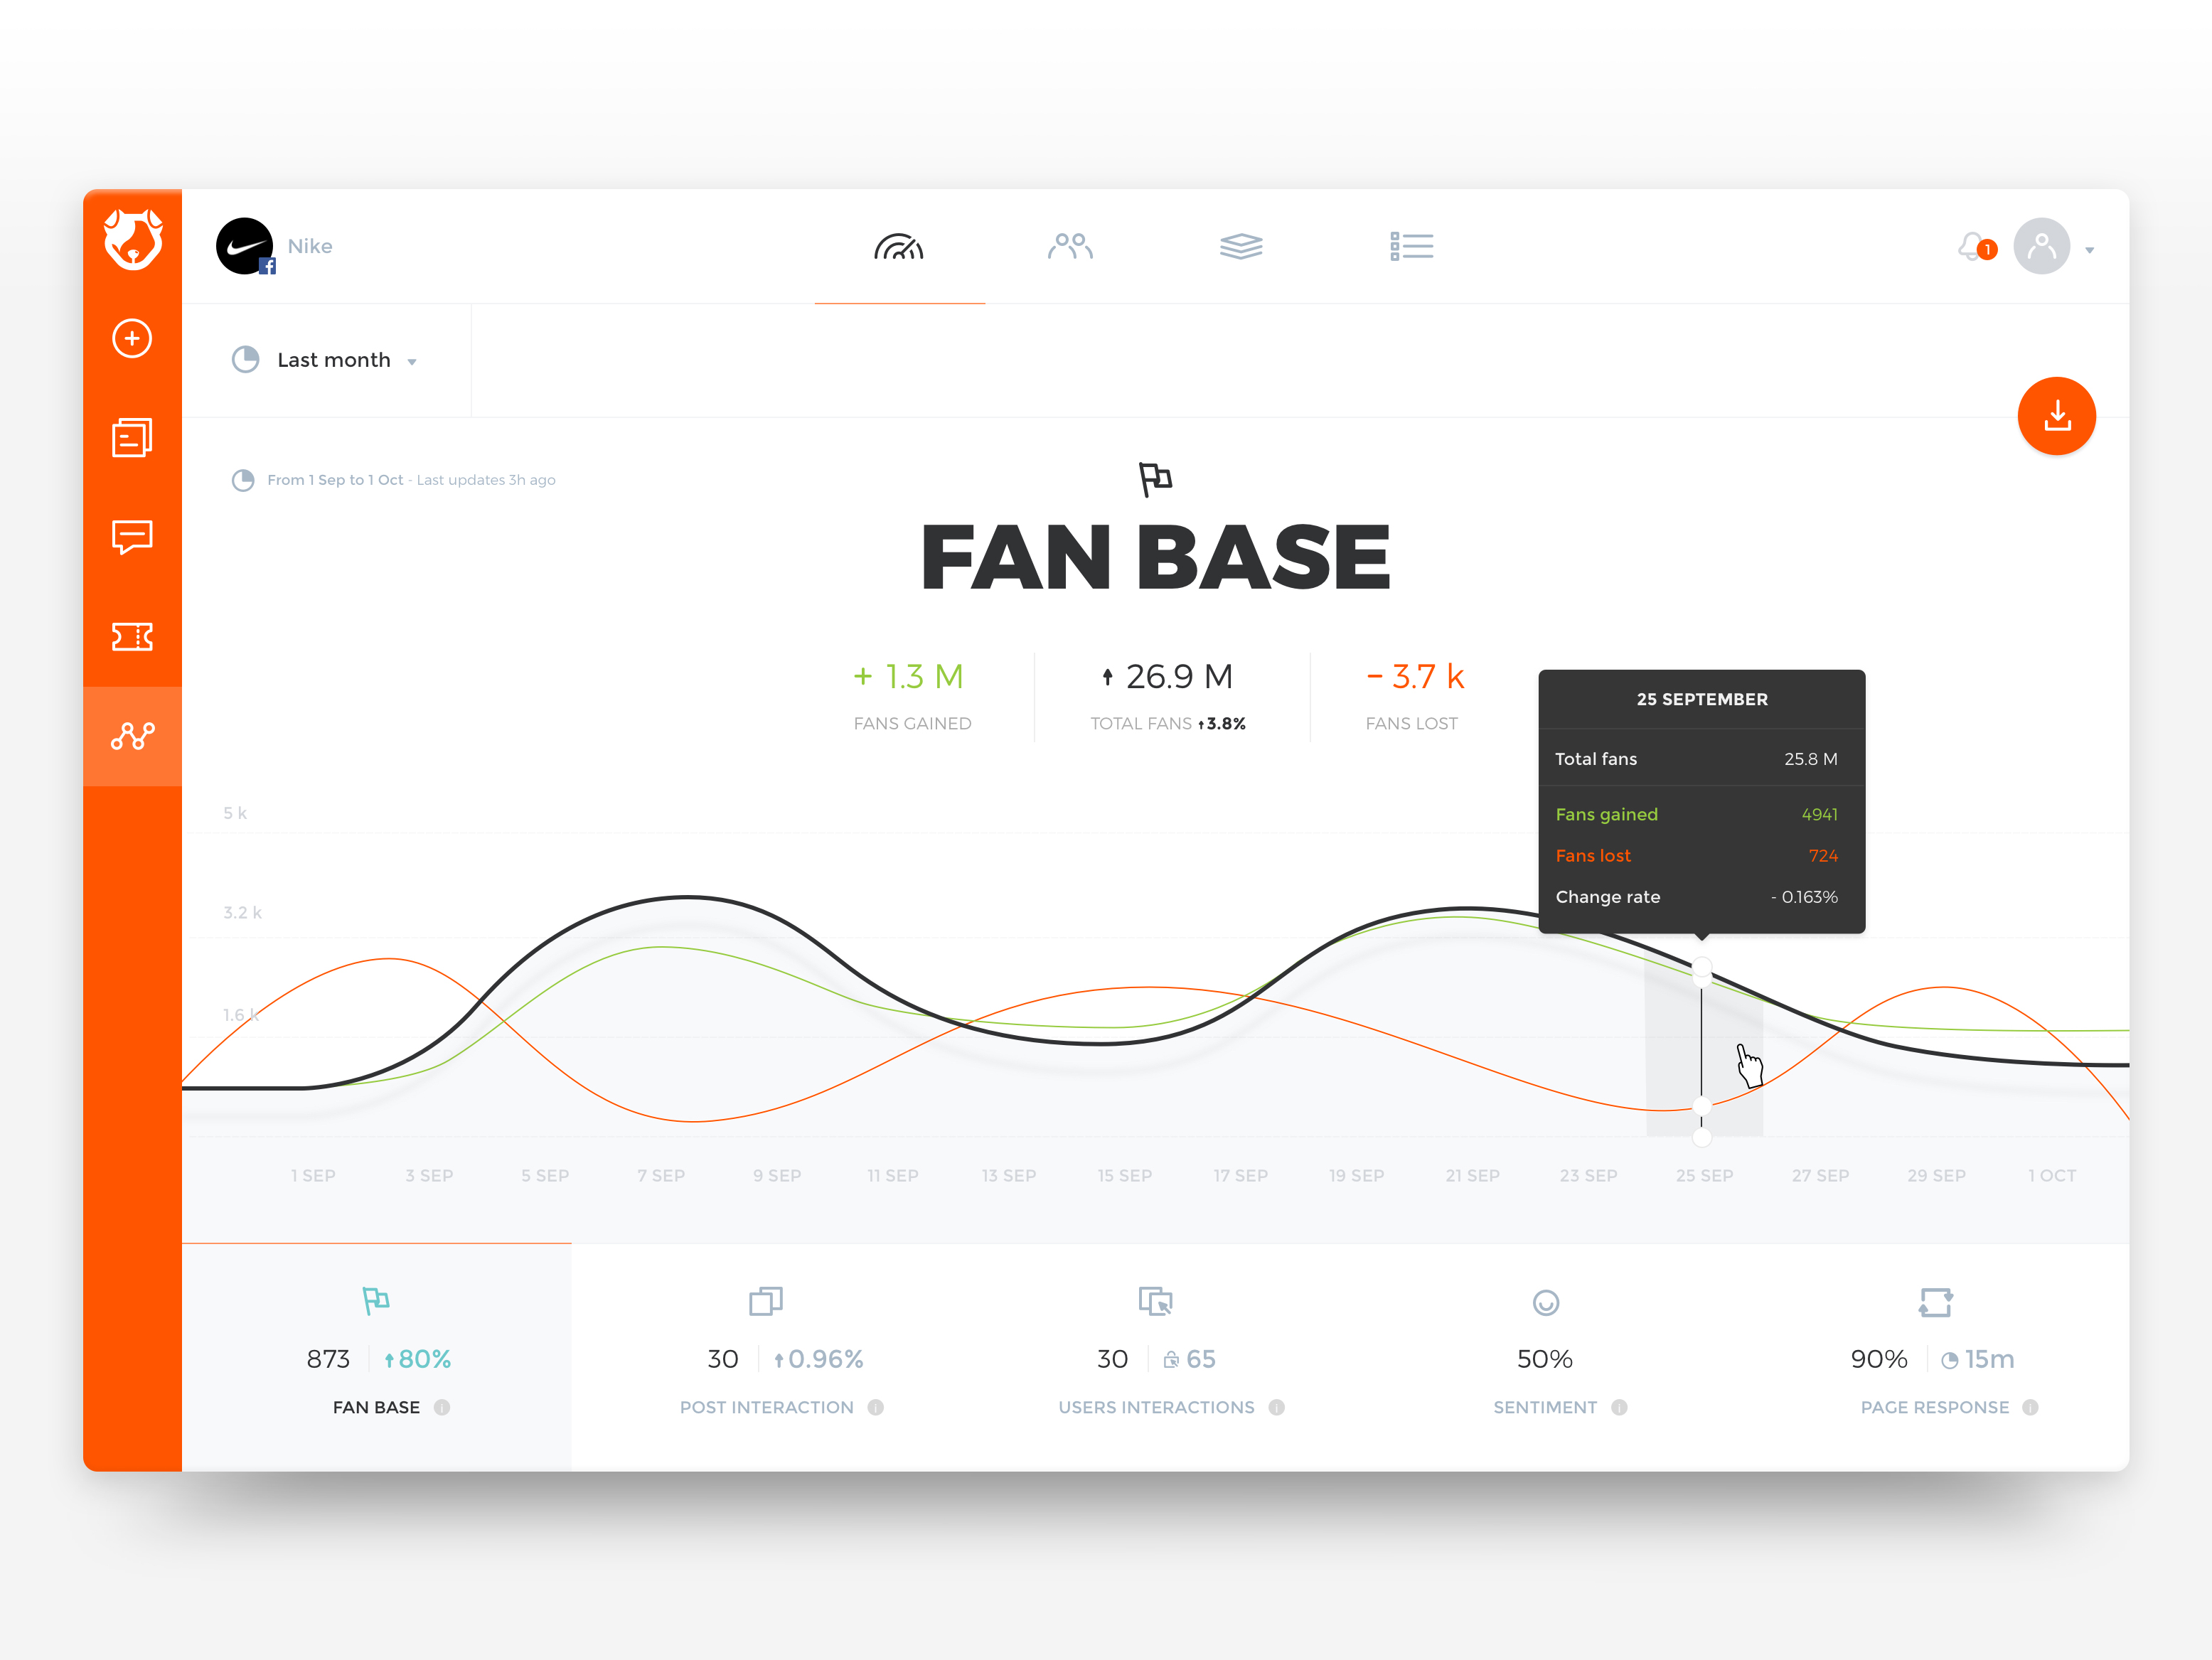 Nike
1
Last month
From 1 Sep to 1 Oct - Last updates 3h ago
FAN BASE
+ 1.3 M
FANS GAINED
26.9 M
TOTAL FANS 3.8%
- 3.7 k
FANS LOST
25 SEPTEMBER
Total fans 25.8 M
Fans gained 4941
Fans lost 724
Change rate - 0.163%
5 k
3.2 k
1.6 k
1 SEP 3 SEP 5 SEP 7 SEP 9 SEP 11 SEP 13 SEP 15 SEP 17 SEP 19 SEP 21 SEP 23 SEP 25 SEP 27 SEP 29 SEP 1 OCT
873 80%
FAN BASE
30 0.96%
POST INTERACTION
30 65
USERS INTERACTIONS
50%
SENTIMENT
90% 15m
PAGE RESPONSE